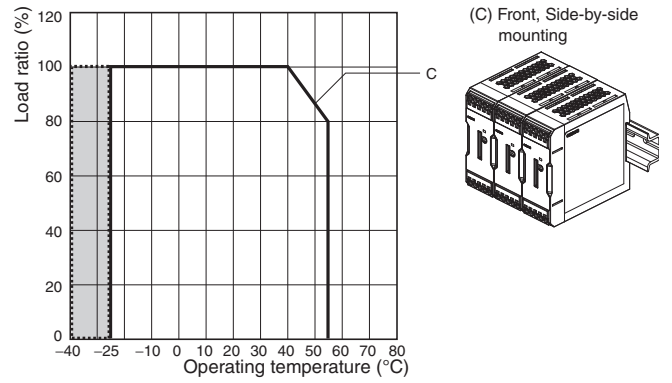 Load ratio (%)
120
100
80
60
40
20
0
–40 –25 –10 0 10 20 30 40 50 60 70 80
Operating temperature (°C)
C
(C) Front, Side-by-side
mounting